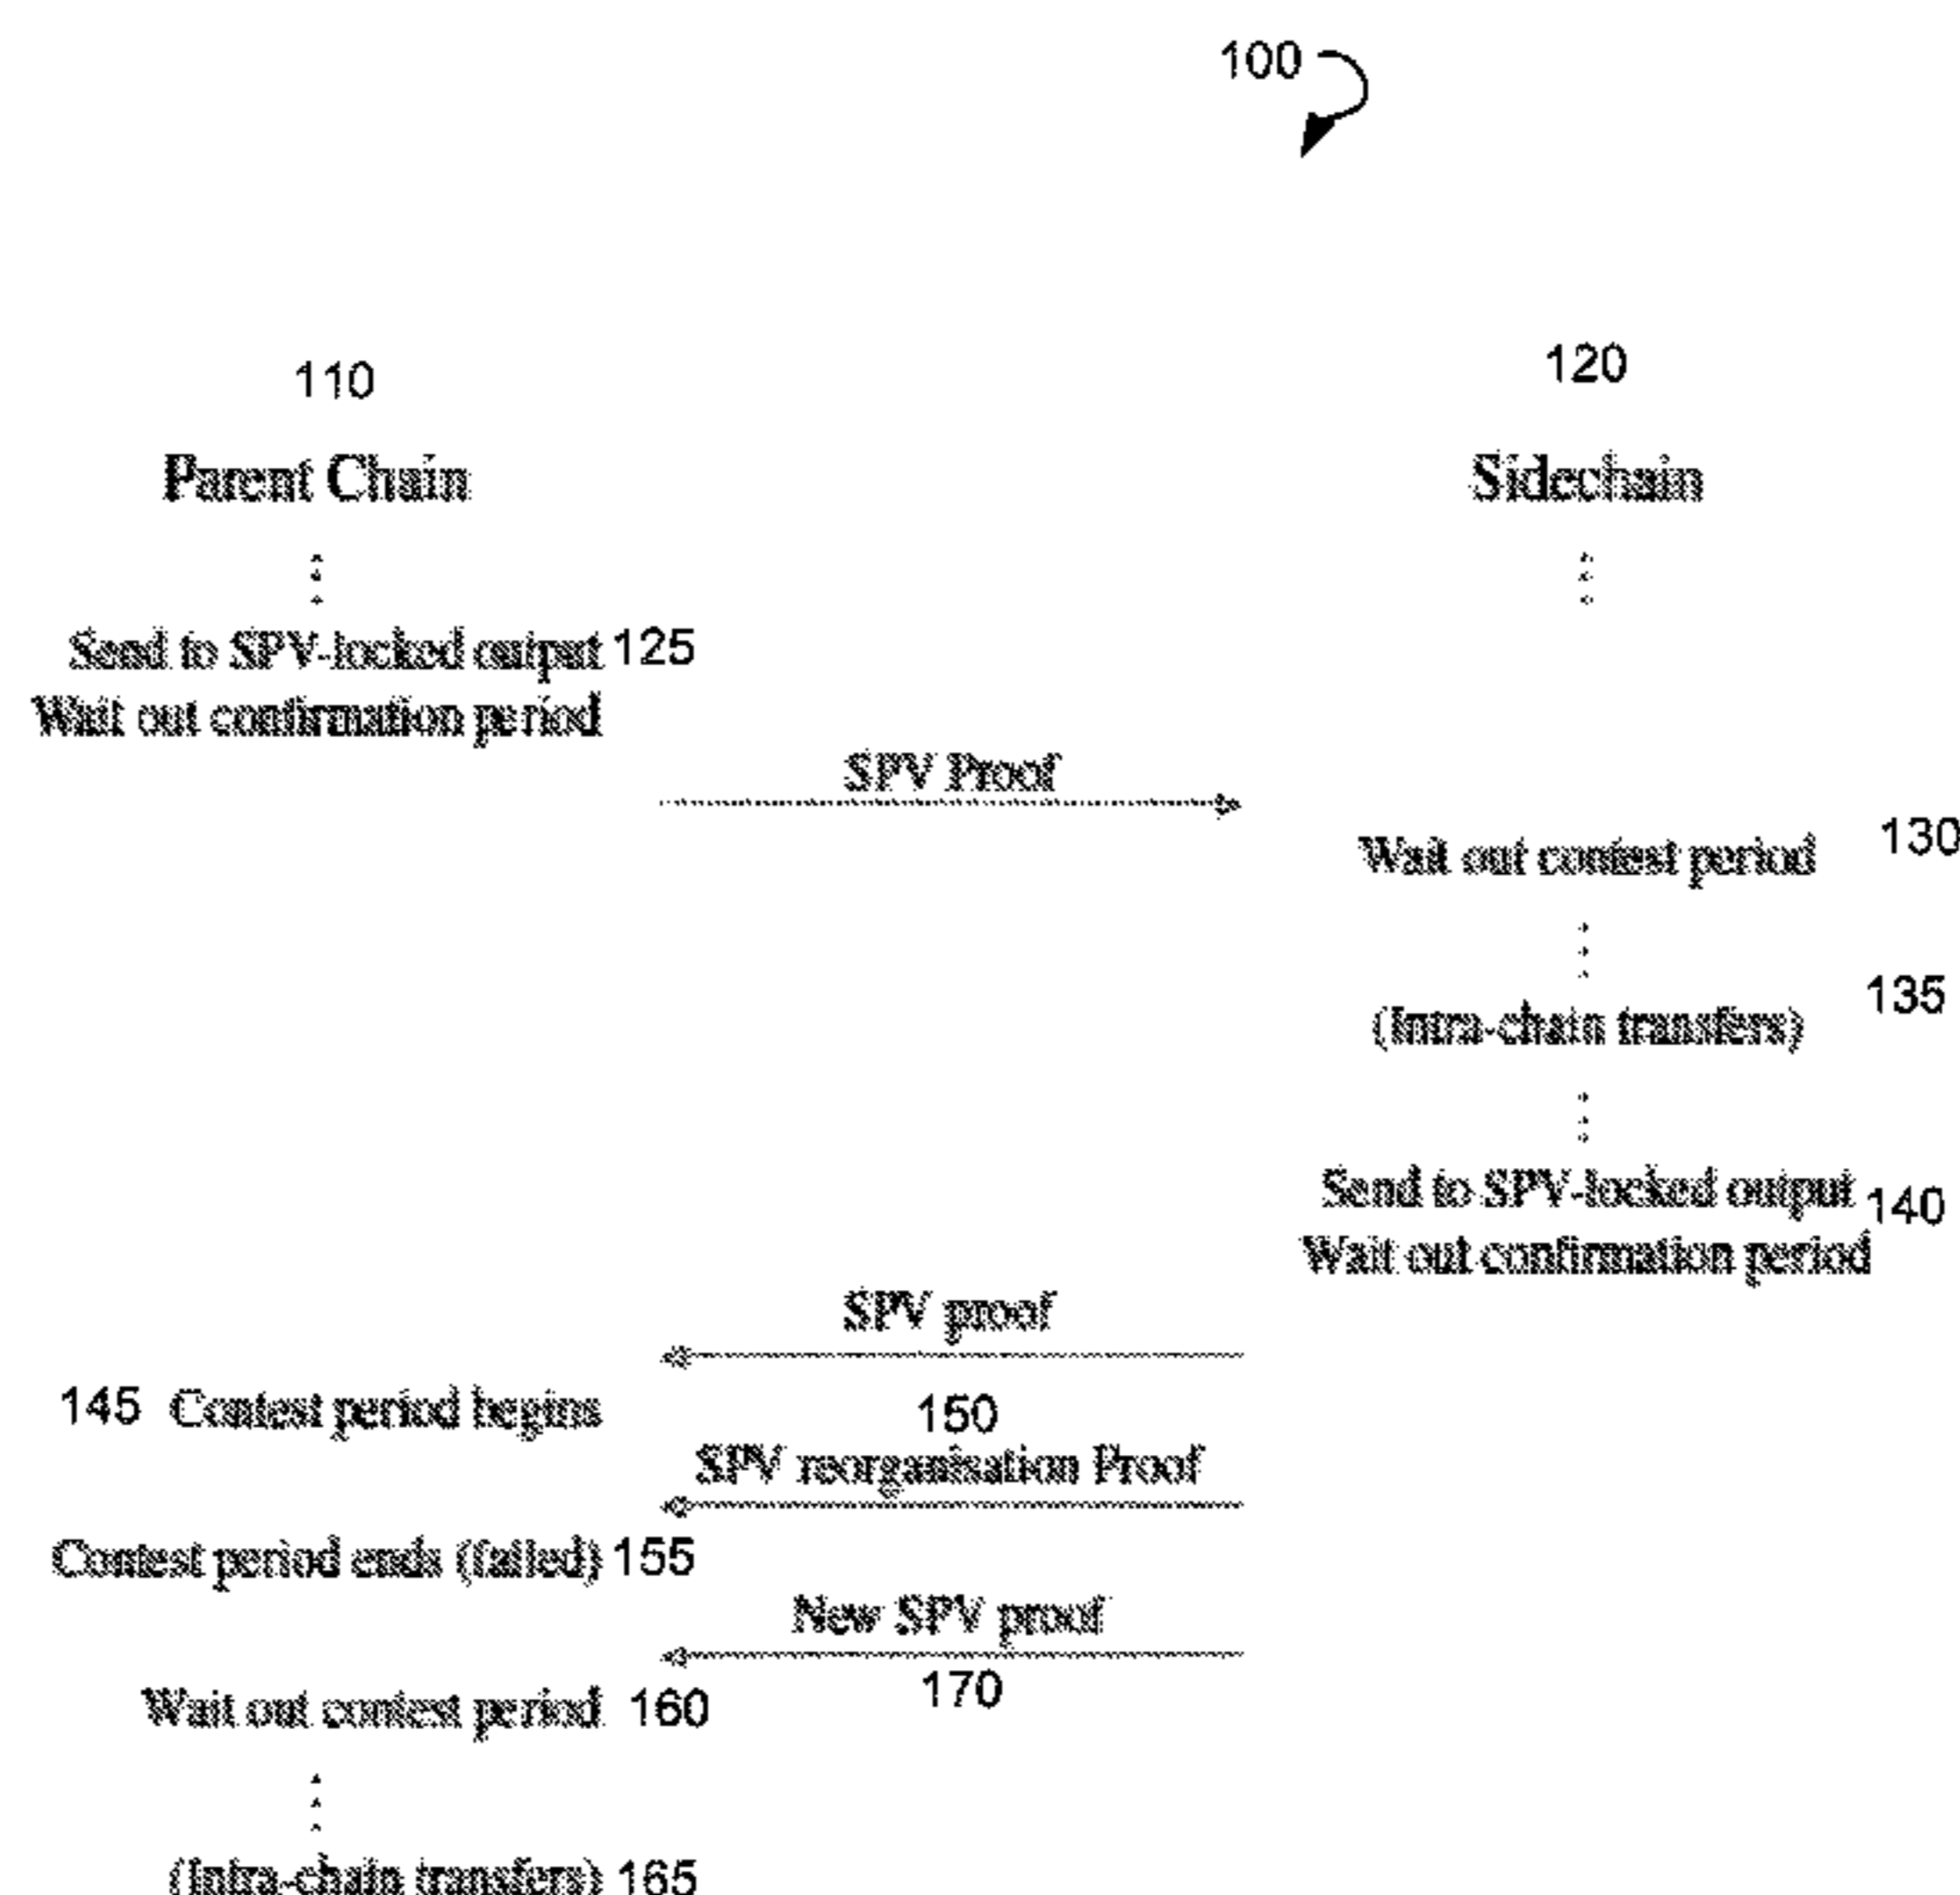 100
110
120
Parent Chain
Sidechain
Send to SPV-locked output 125
Wait out confirmation period
SPV Proof
Wait out contest period 130
(Intra-chain transfers) 135
Send to SPV-locked output 140
Wait out confirmation period
SPV proof
145 Contest period begins
150
SPV reorganisation Proof
Contest period ends (failed) 155
New SPV proof
170
Wait out contest period 160
(Intra-chain transfers) 165